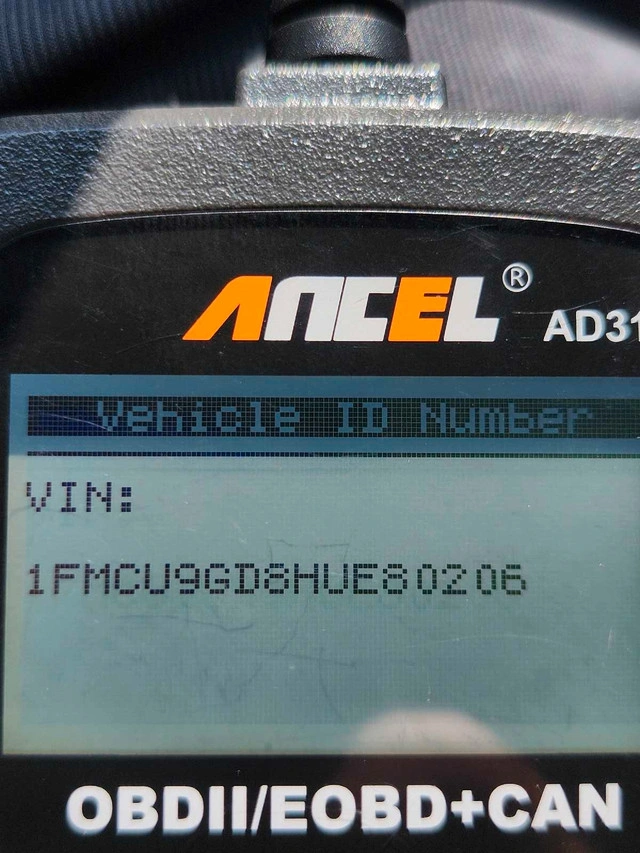 ANCEL®
AD31
Vehicle ID Number
VIN:
1FMCU9GD8HUE80206
OBDII/EOBD+CAN